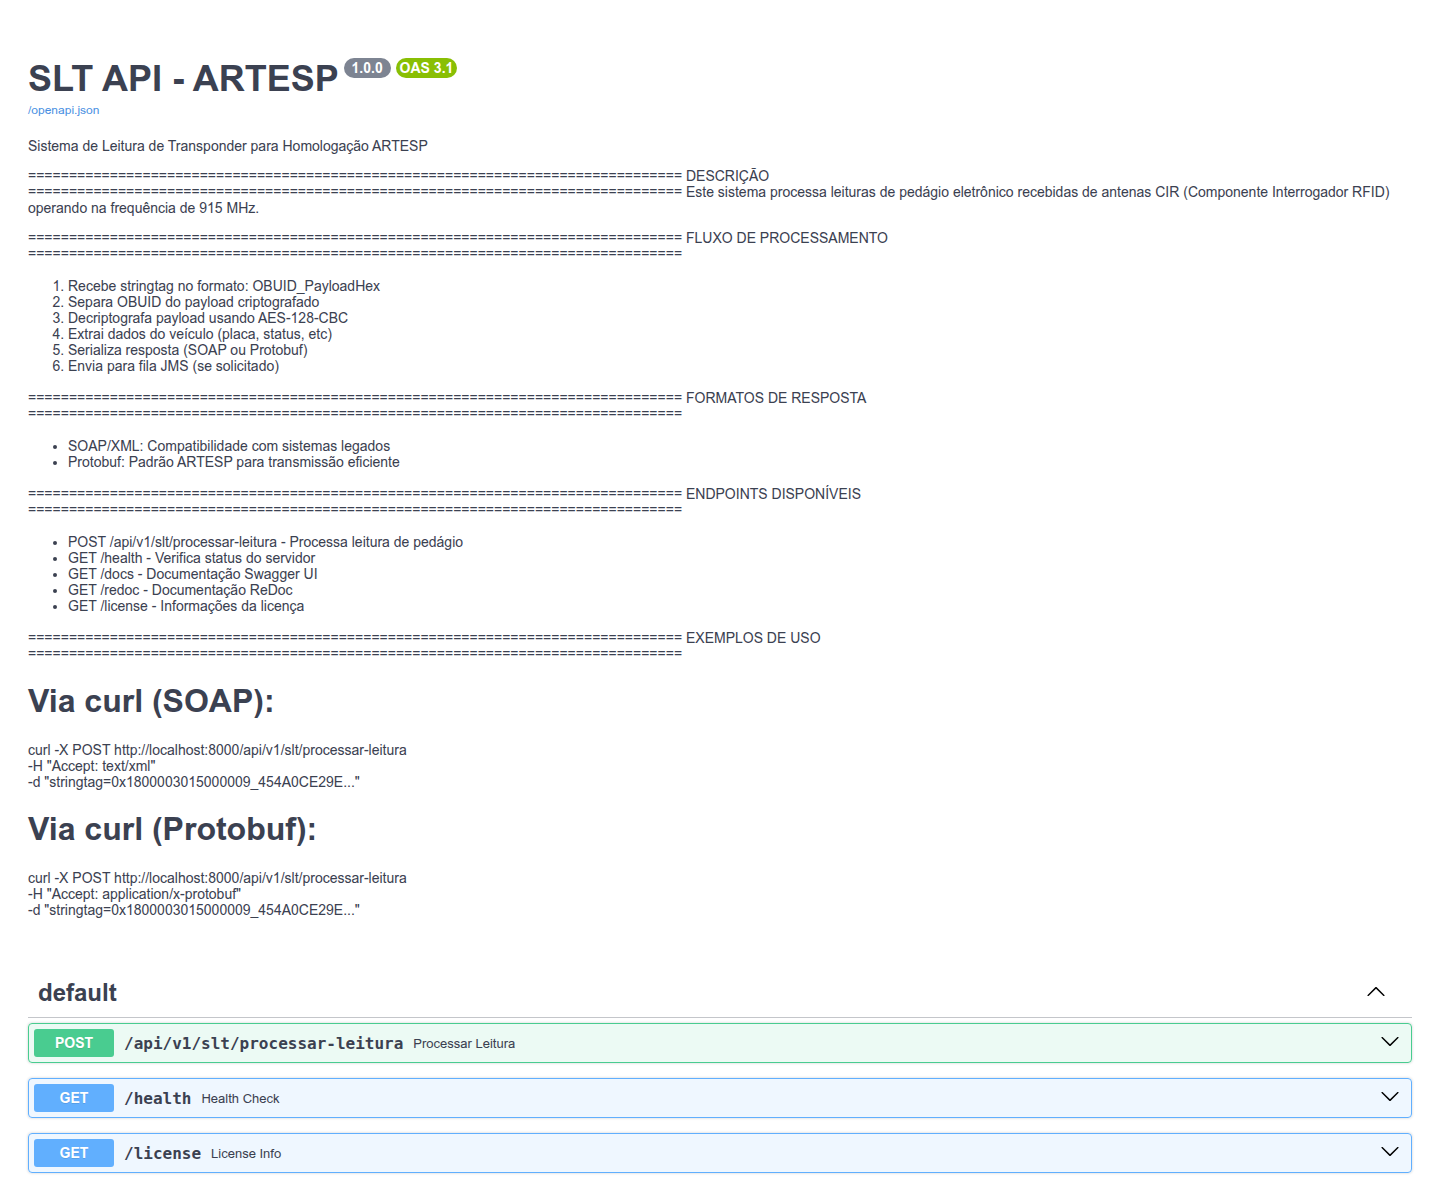 SLT API - ARTESP 1.0.0 OAS 3.1
/openapi.json
Sistema de Leitura de Transponder para Homologação ARTESP
================================================================================ DESCRIÇÃO
================================================================================ Este sistema processa leituras de pedágio eletrônico recebidas de antenas CIR (Componente Interrogador RFID)
operando na frequência de 915 MHz.
================================================================================ FLUXO DE PROCESSAMENTO
================================================================================
1. Recebe stringtag no formato: OBUID_PayloadHex
2. Separa OBUID do payload criptografado
3. Decriptografa payload usando AES-128-CBC
4. Extrai dados do veículo (placa, status, etc)
5. Serializa resposta (SOAP ou Protobuf)
6. Envia para fila JMS (se solicitado)
================================================================================ FORMATOS DE RESPOSTA
================================================================================
• SOAP/XML: Compatibilidade com sistemas legados
• Protobuf: Padrão ARTESP para transmissão eficiente
================================================================================ ENDPOINTS DISPONÍVEIS
================================================================================
• POST /api/v1/slt/processar-leitura - Processa leitura de pedágio
• GET /health - Verifica status do servidor
• GET /docs - Documentação Swagger UI
• GET /redoc - Documentação ReDoc
• GET /license - Informações da licença
================================================================================ EXEMPLOS DE USO
================================================================================
Via curl (SOAP):
curl -X POST http://localhost:8000/api/v1/slt/processar-leitura
-H "Accept: text/xml"
-d "stringtag=0x1800003015000009_454A0CE29E..."
Via curl (Protobuf):
curl -X POST http://localhost:8000/api/v1/slt/processar-leitura
-H "Accept: application/x-protobuf"
-d "stringtag=0x1800003015000009_454A0CE29E..."
default
POST /api/v1/slt/processar-leitura Processar Leitura
GET /health Health Check
GET /license License Info